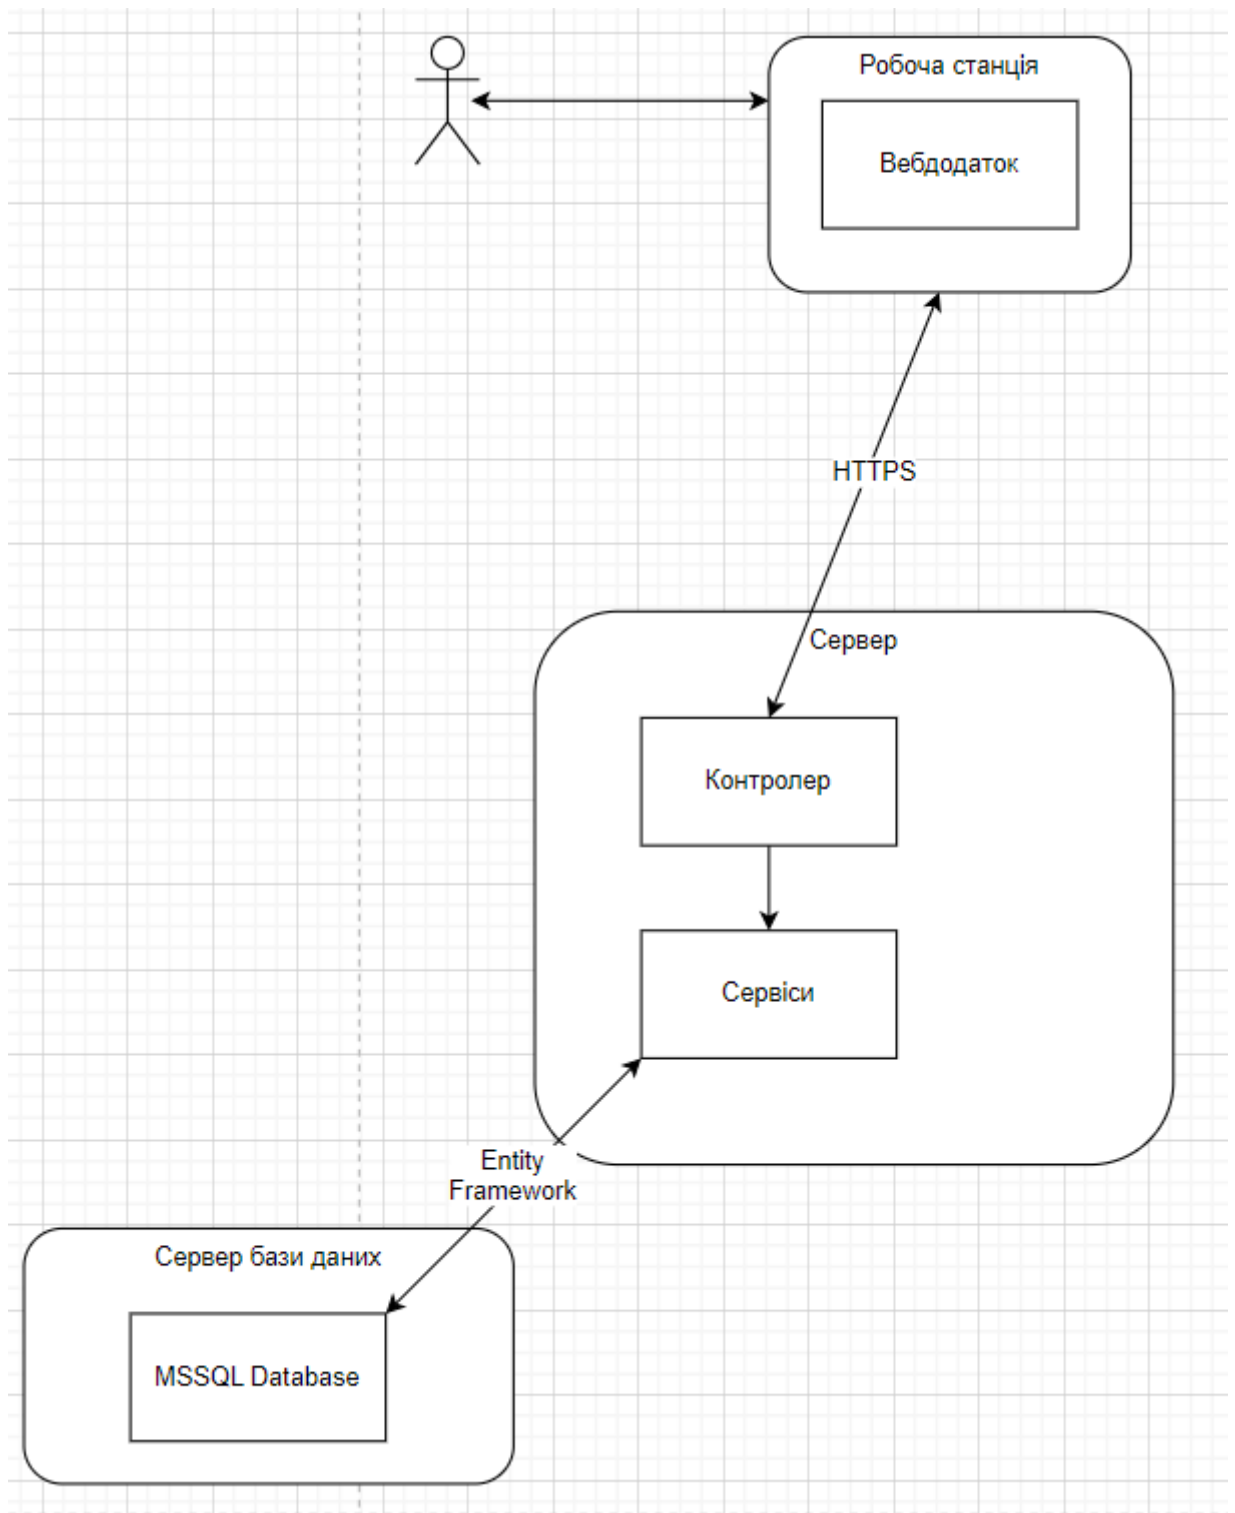 Робоча станція
Вебдодаток
HTTPS
Сервер
Контролер
Сервіси
Entity
Framework
Сервер бази даних
MSSQL Database